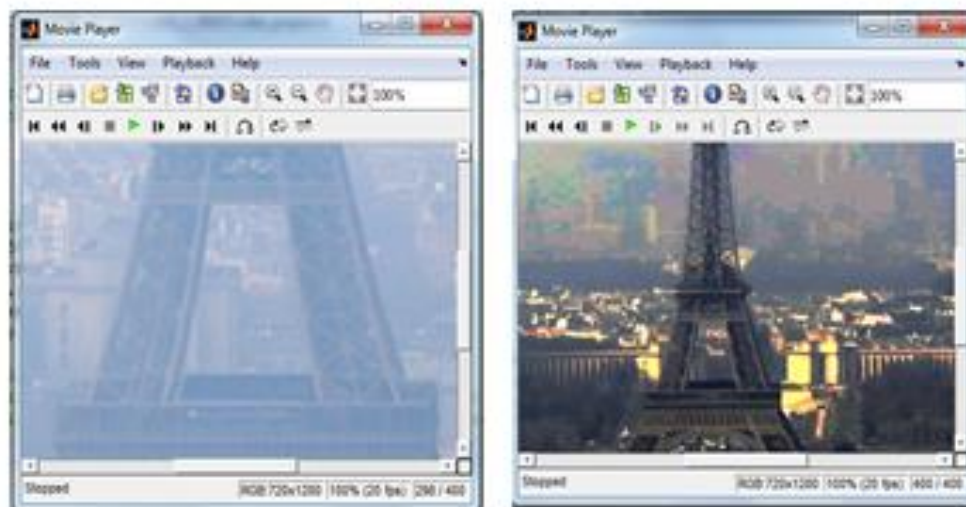 Movie Player
File Tools View Playback Help
100%
Stopped
RGB:720x1280 100% (20 fps) 298 / 400
Movie Player
File Tools View Playback Help
100%
Stopped
RGB:720x1280 100% (20 fps) 400 / 400